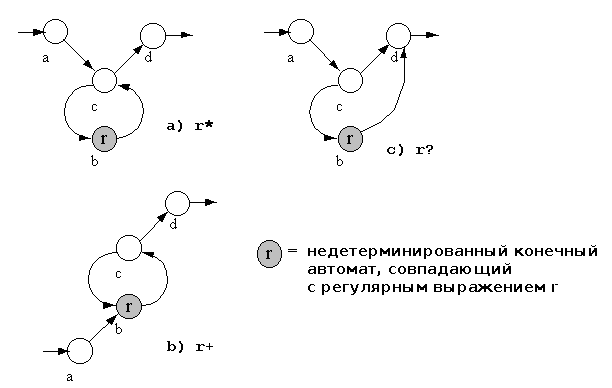 a
d
c
r
b
a) r*
a
d
c
r
b
c) r?
d
c
r
b
a
b) r+
r = недетерминированный конечный
автомат, совпадающий
с регулярным выражением r